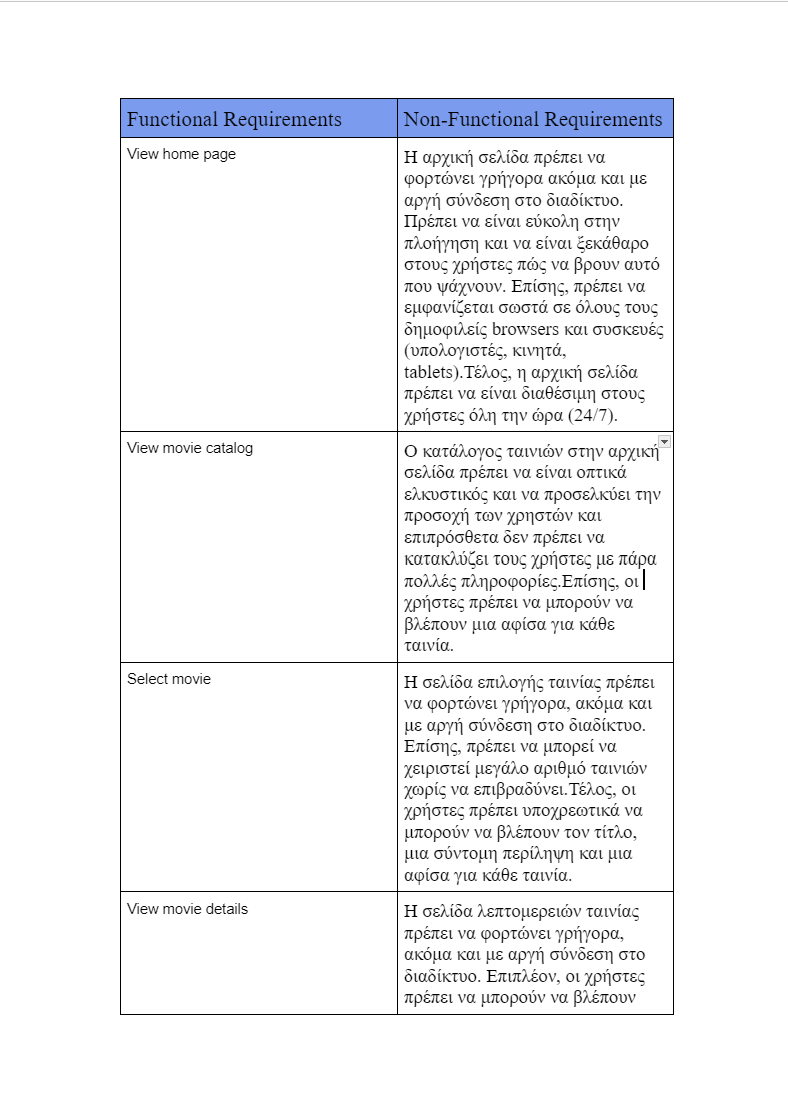 Functional Requirements
Non-Functional Requirements
View home page
Η αρχική σελίδα πρέπει να
φορτώνει γρήγορα ακόμα και με
αργή σύνδεση στο διαδίκτυο.
Πρέπει να είναι εύκολη στην
πλοήγηση και να είναι ξεκάθαρο
στους χρήστες πώς να βρουν αυτό
που ψάχνουν. Επίσης, πρέπει να
εμφανίζεται σωστά σε όλους τους
δημοφιλείς browsers και συσκευές
(υπολογιστές, κινητά,
tablets).Τέλος, η αρχική σελίδα
πρέπει να είναι διαθέσιμη στους
χρήστες όλη την ώρα (24/7).
View movie catalog
Ο κατάλογος ταινιών στην αρχική
σελίδα πρέπει να είναι οπτικά
ελκυστικός και να προσελκύει την
προσοχή των χρηστών και
επιπρόσθετα δεν πρέπει να
κατακλύζει τους χρήστες με πάρα
πολλές πληροφορίες.Επίσης, οι
χρήστες πρέπει να μπορούν να
βλέπουν μια αφίσα για κάθε
ταινία.
Select movie
Η σελίδα επιλογής ταινίας πρέπει
να φορτώνει γρήγορα, ακόμα και
με αργή σύνδεση στο διαδίκτυο.
Επίσης, πρέπει να μπορεί να
χειριστεί μεγάλο αριθμό ταινιών
χωρίς να επιβραδύνει.Τέλος, οι
χρήστες πρέπει υποχρεωτικά να
μπορούν να βλέπουν τον τίτλο,
μια σύντομη περίληψη και μια
αφίσα για κάθε ταινία.
View movie details
Η σελίδα λεπτομερειών ταινίας
πρέπει να φορτώνει γρήγορα,
ακόμα και με αργή σύνδεση στο
διαδίκτυο. Επιπλέον, οι χρήστες
πρέπει να μπορούν να βλέπουν